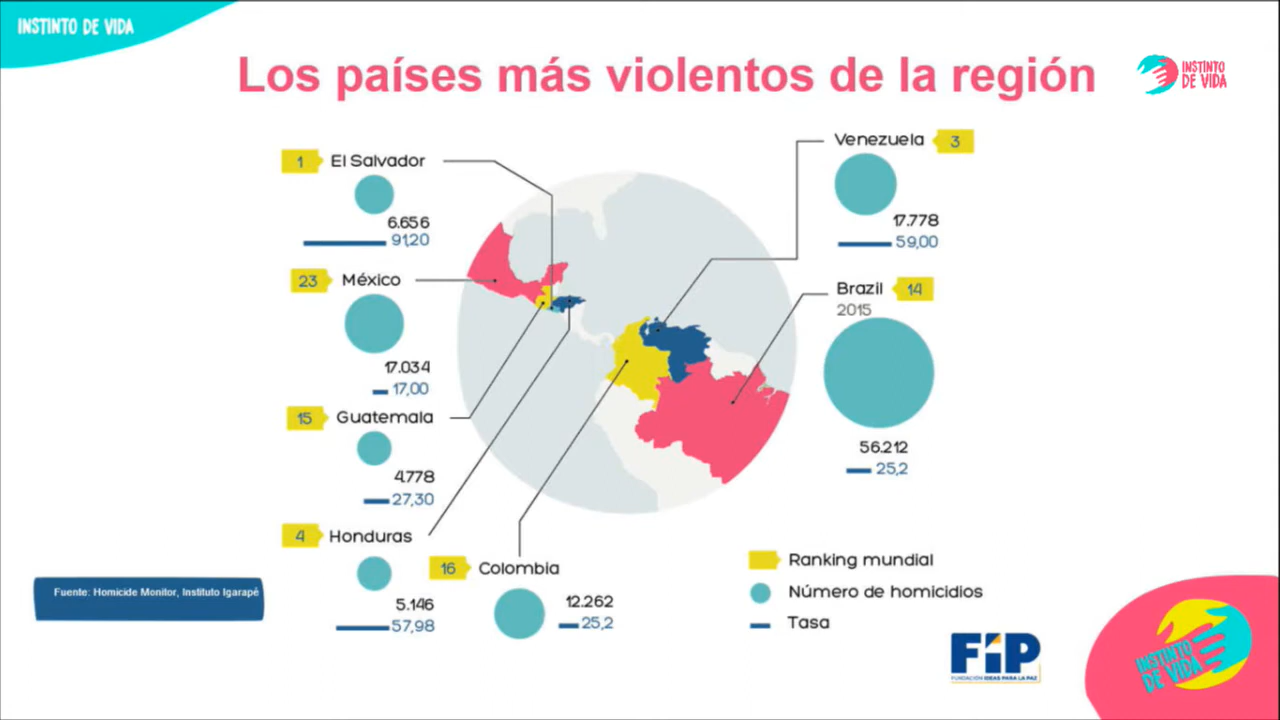 INSTINTO DE VIDA
Los países más violentos de la región
INSTINTO
DE VIDA
1 El Salvador
6.656
91,20
23 México
17.034
17,00
15 Guatemala
4.778
27,30
4 Honduras
5.146
57,98
16 Colombia
12.262
25,2
Venezuela 3
17.778
59,00
Brazil 14
2015
56.212
25,2
Ranking mundial
Número de homicidios
Tasa
Fuente: Homicide Monitor, Instituto Igarapé
FIP
FUNDACIÓN IDEAS PARA LA PAZ
INSTINTO
DE VIDA